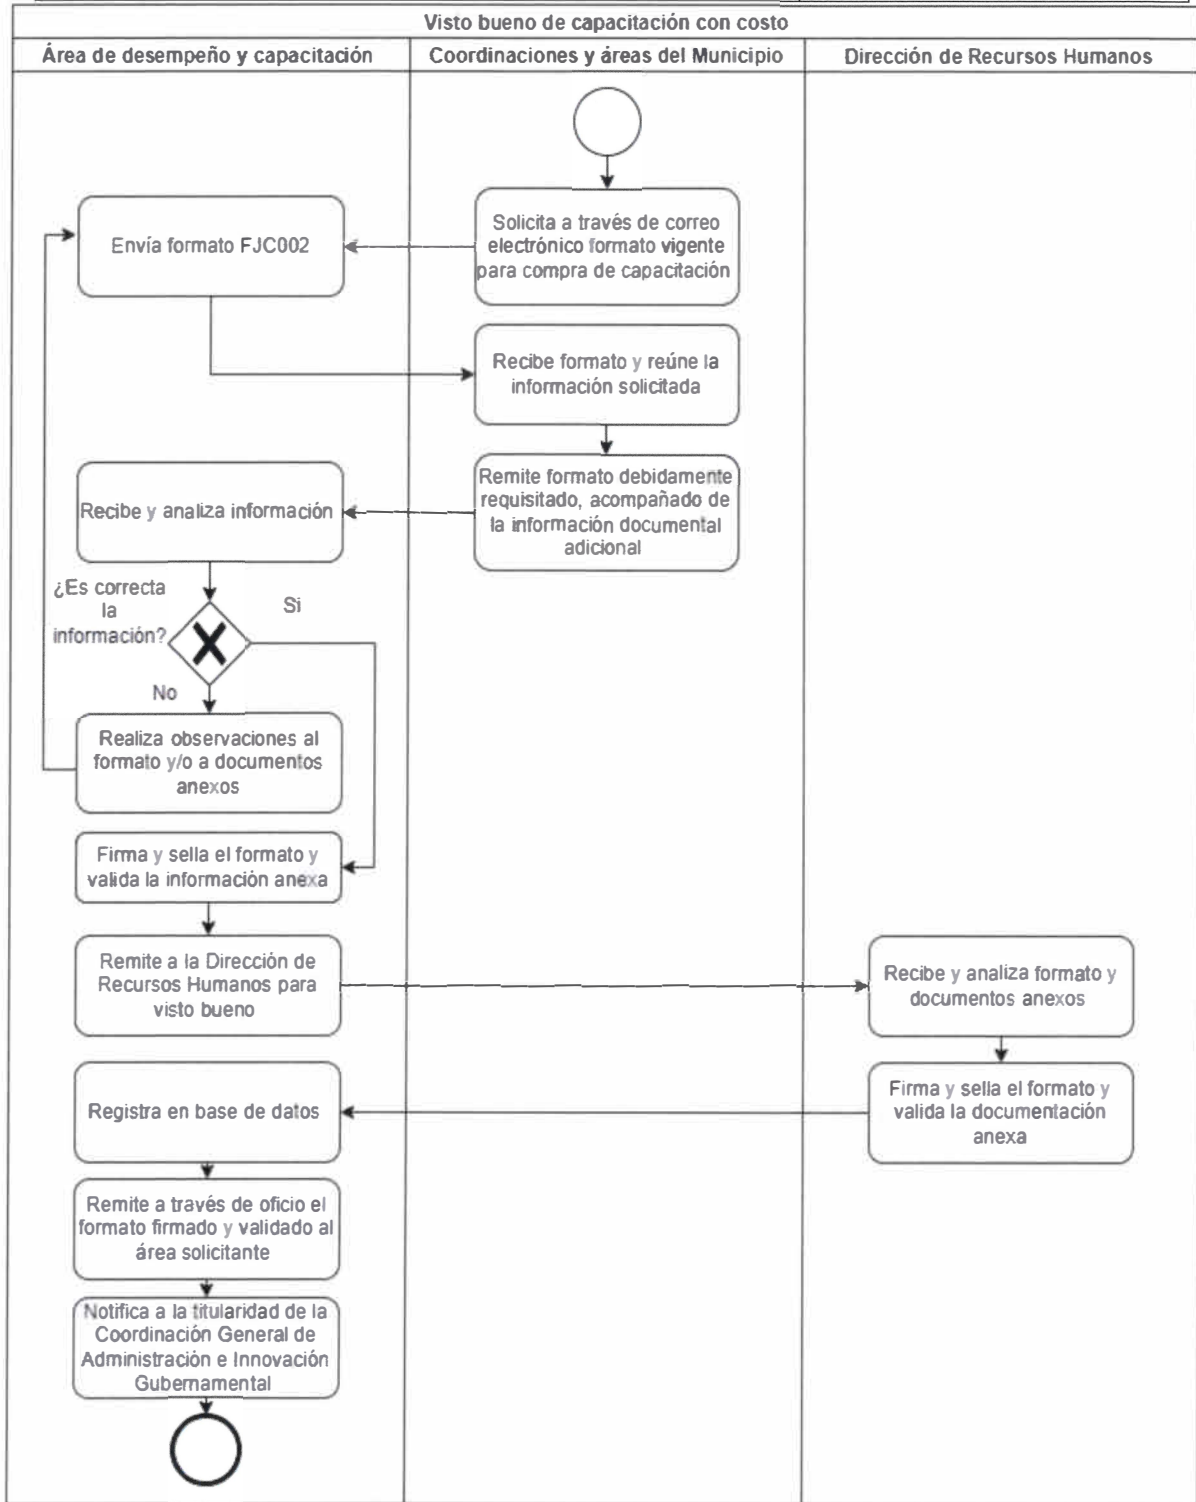 Visto bueno de capacitación con costo
Área de desempeño y capacitación
Coordinaciones y áreas del Municipio
Dirección de Recursos Humanos
Solicita a través de correo
electrónico formato vigente
para compra de capacitación
Envía formato FJC002
Recibe formato y reúne la
información solicitada
Remite formato debidamente
requisitado, acompañado de
la información documental
adicional
Recibe y analiza información
¿Es correcta
la
información?
Si
No
Realiza observaciones al
formato y/o a documentos
anexos
Firma y sella el formato y
valida la información anexa
Remite a la Dirección de
Recursos Humanos para
visto bueno
Recibe y analiza formato y
documentos anexos
Firma y sella el formato y
valida la documentación
anexa
Registra en base de datos
Remite a través de oficio el
formato firmado y validado al
área solicitante
Notifica a la titularidad de la
Coordinación General de
Administración e Innovación
Gubernamental